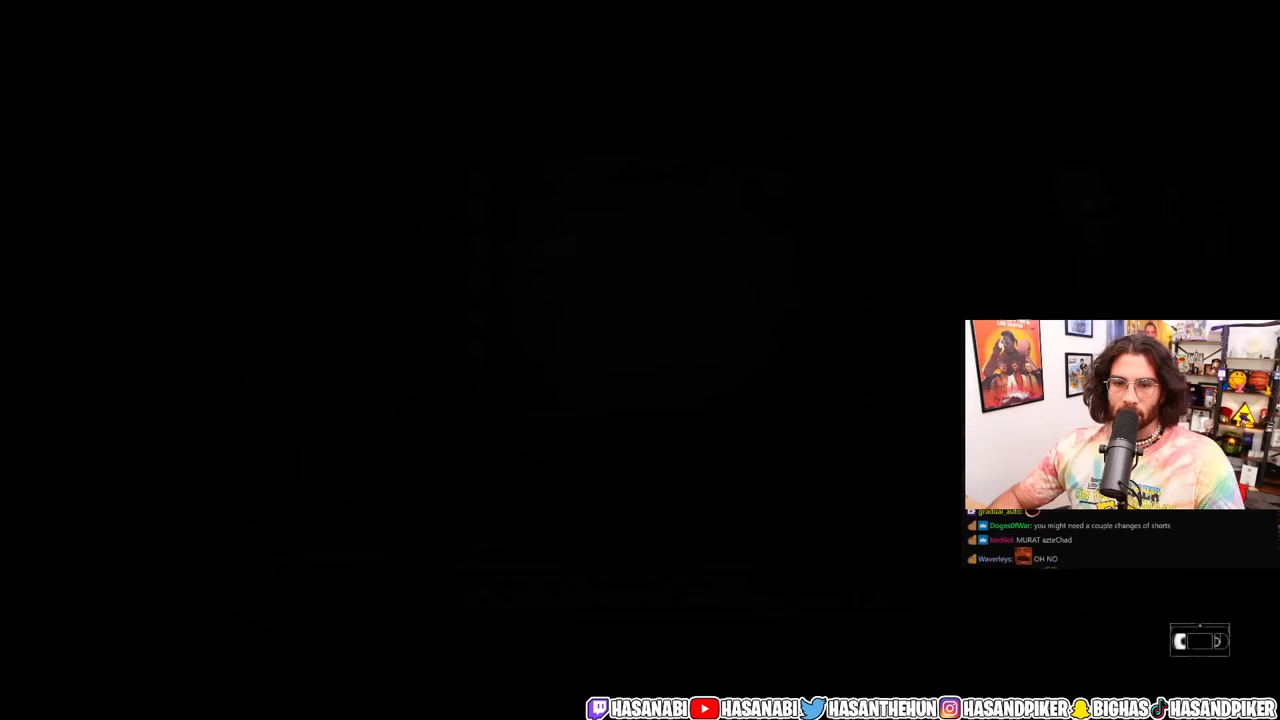 gradual_auto:
DogesOfWar: you might need a couple changes of shorts
birdiloi: MURAT azteChad
Waverleys: OH NO
HASANABI HASANABI HASANTHEHUN HASANDPIKER BIGHAS HASANDPIKER